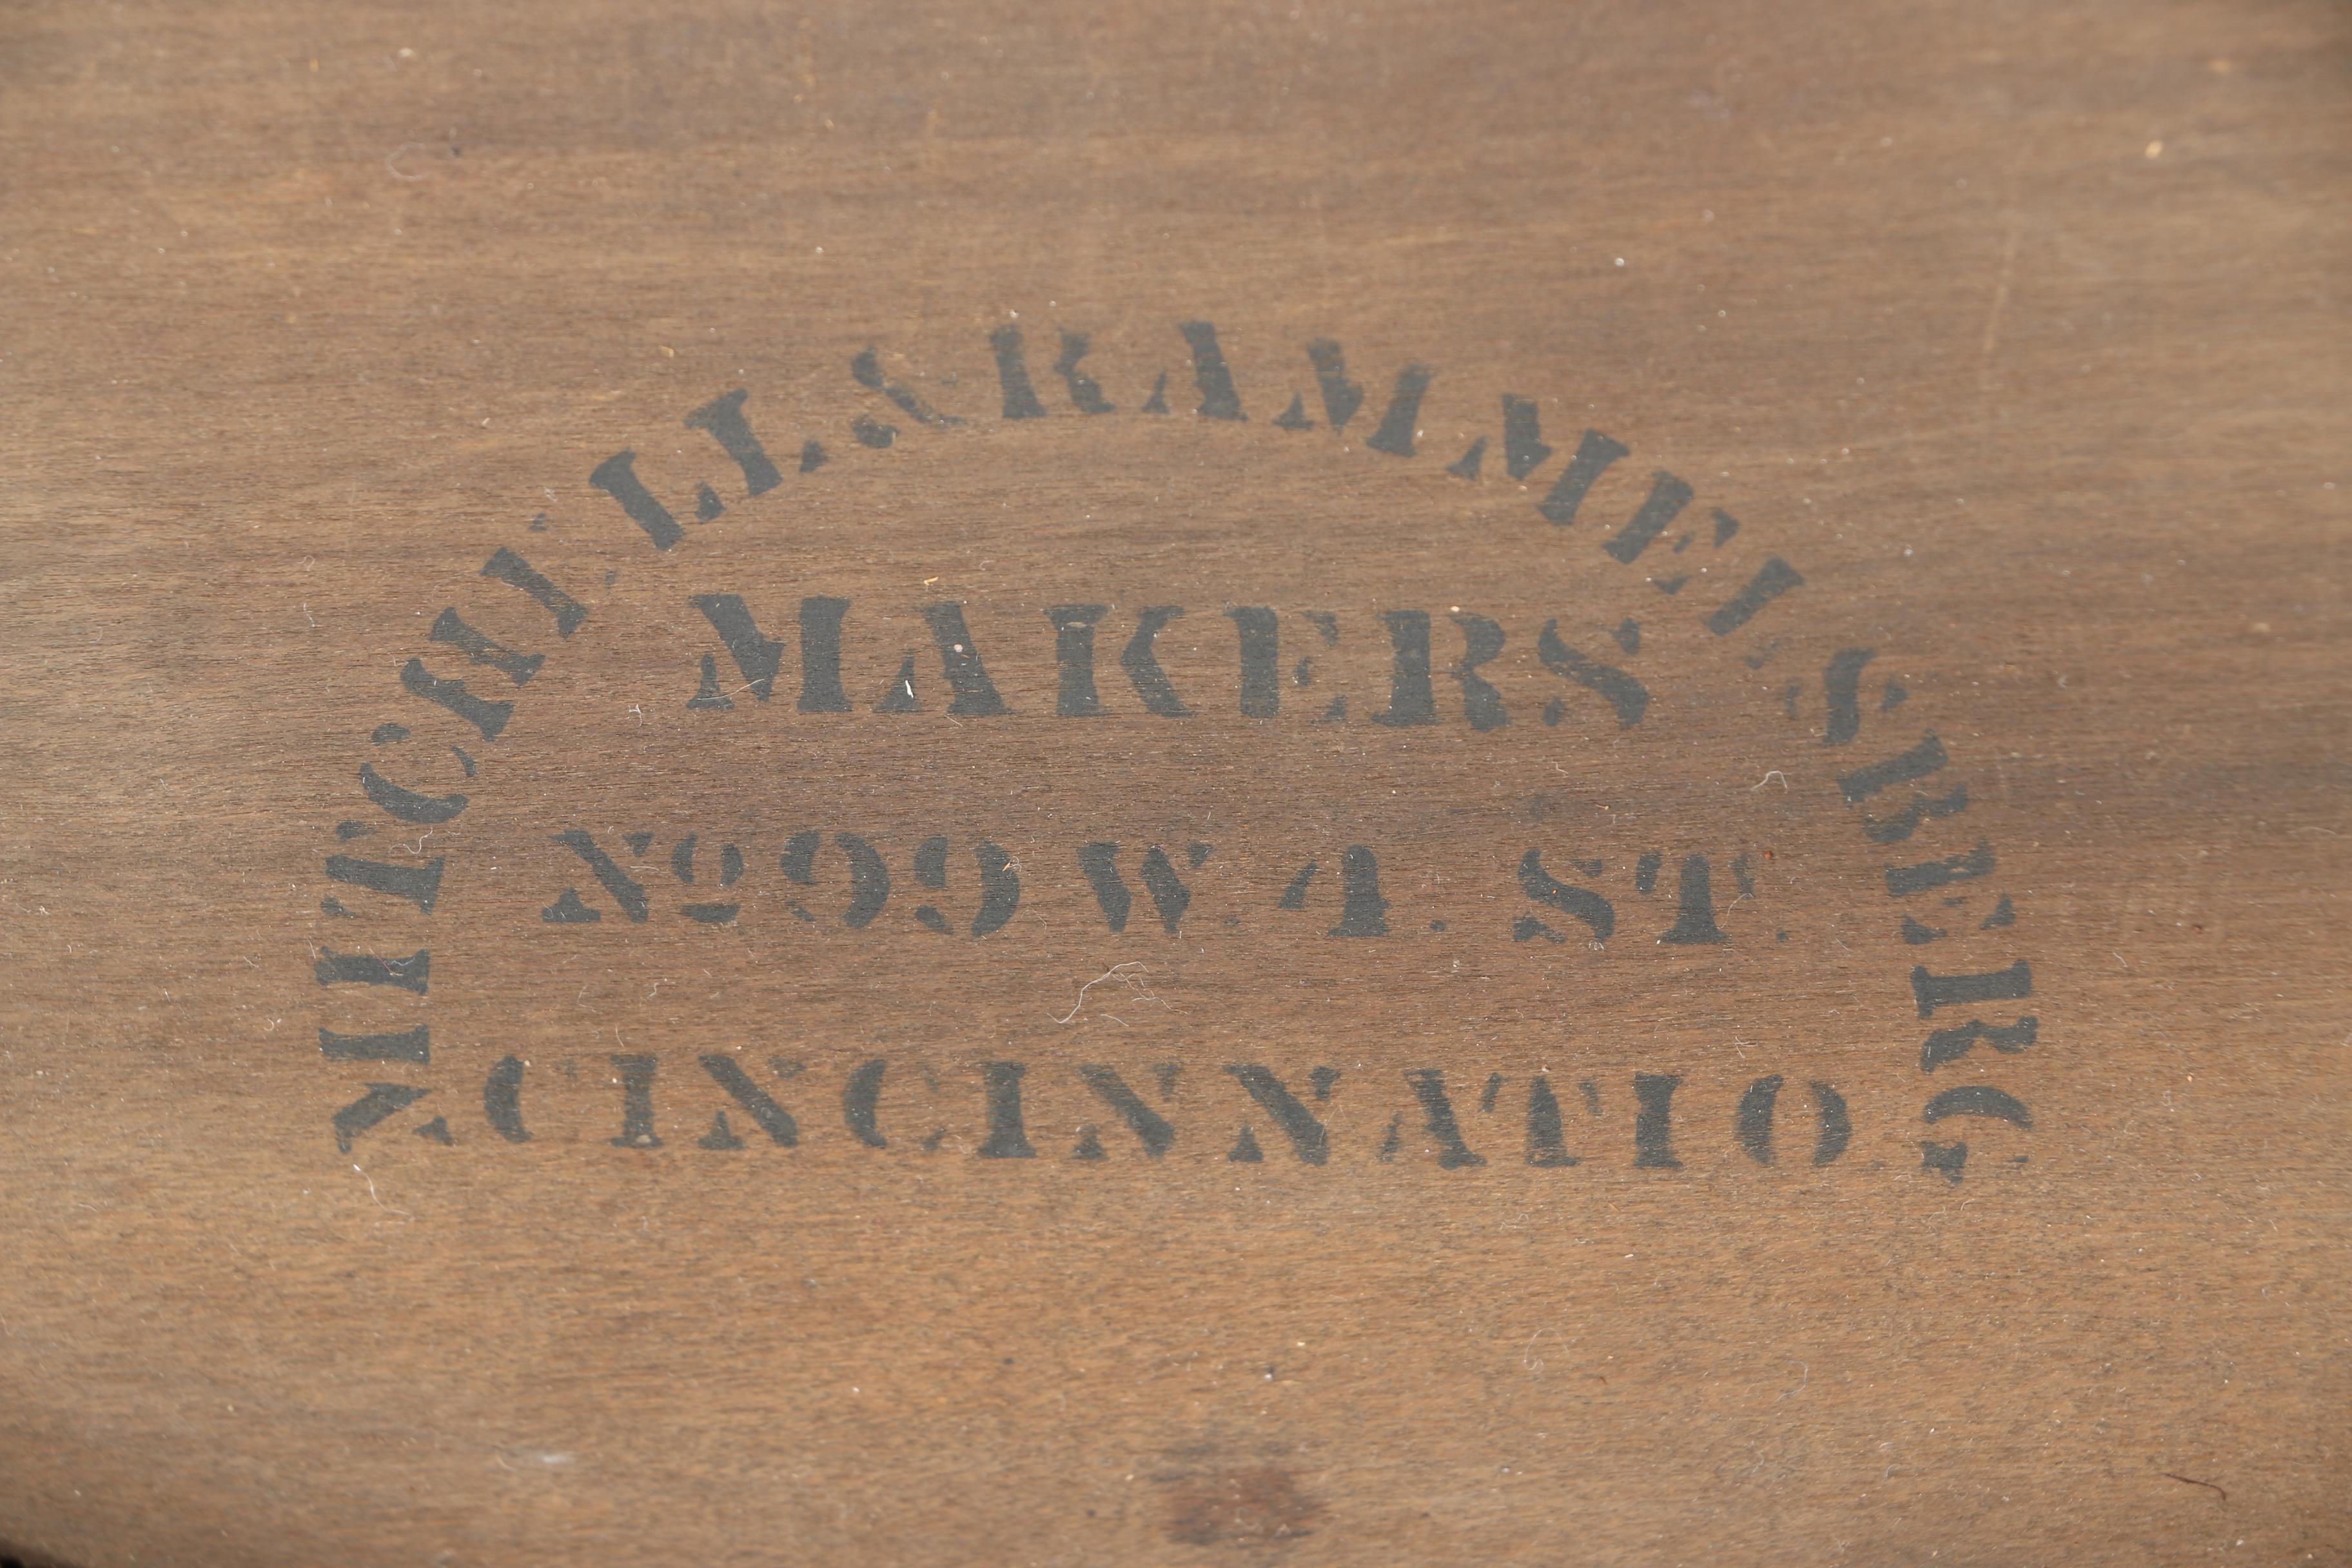 MITCHELL & RAMMELSBERG
MAKERS
No 99 W. 4. ST.
CINCINNATI O